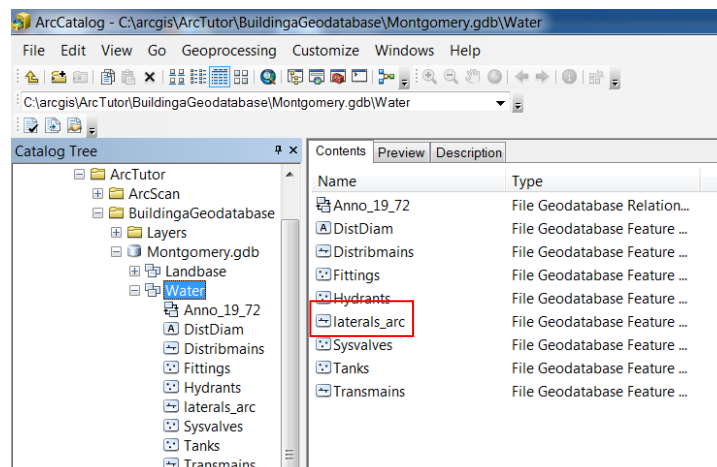 ArcCatalog - C:\arcgis\ArcTutor\BuildingaGeodatabase\Montgomery.gdb\Water
File Edit View Go Geoprocessing Customize Windows Help
C:\arcgis\ArcTutor\BuildingaGeodatabase\Montgomery.gdb\Water
Catalog Tree
ArcTutor
ArcScan
BuildingaGeodatabase
Layers
Montgomery.gdb
Landbase
Water
Anno_19_72
DistDiam
Distribmains
Fittings
Hydrants
laterals_arc
Sysvalves
Tanks
Transmains
Contents Preview Description
Name Type
Anno_19_72 File Geodatabase Relation...
DistDiam File Geodatabase Feature ...
Distribmains File Geodatabase Feature ...
Fittings File Geodatabase Feature ...
Hydrants File Geodatabase Feature ...
laterals_arc File Geodatabase Feature ...
Sysvalves File Geodatabase Feature ...
Tanks File Geodatabase Feature ...
Transmains File Geodatabase Feature ...